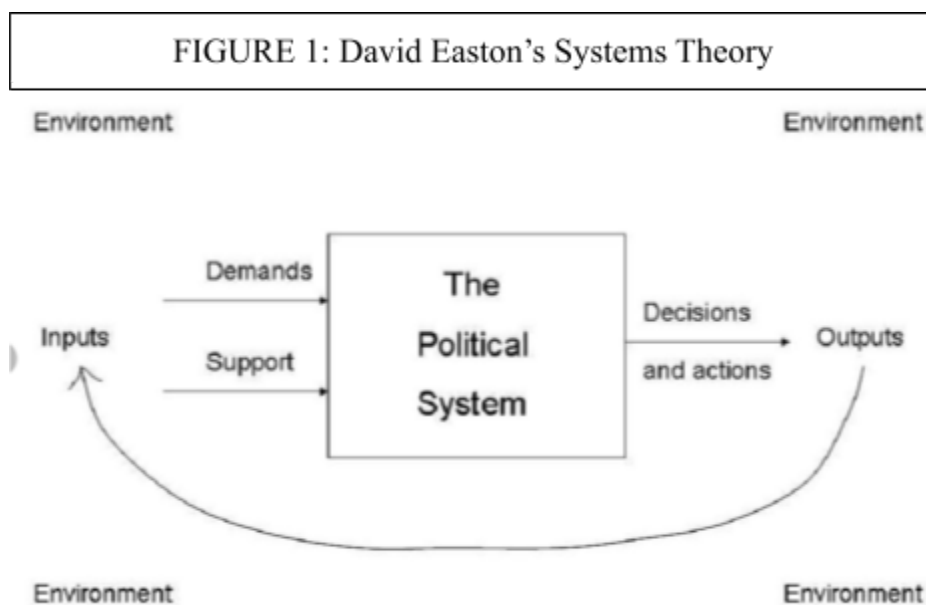 FIGURE 1: David Easton’s Systems Theory
Environment
Environment
Demands
The
Inputs
Political
Decisions
Outputs
Support
and actions
System
Environment
Environment